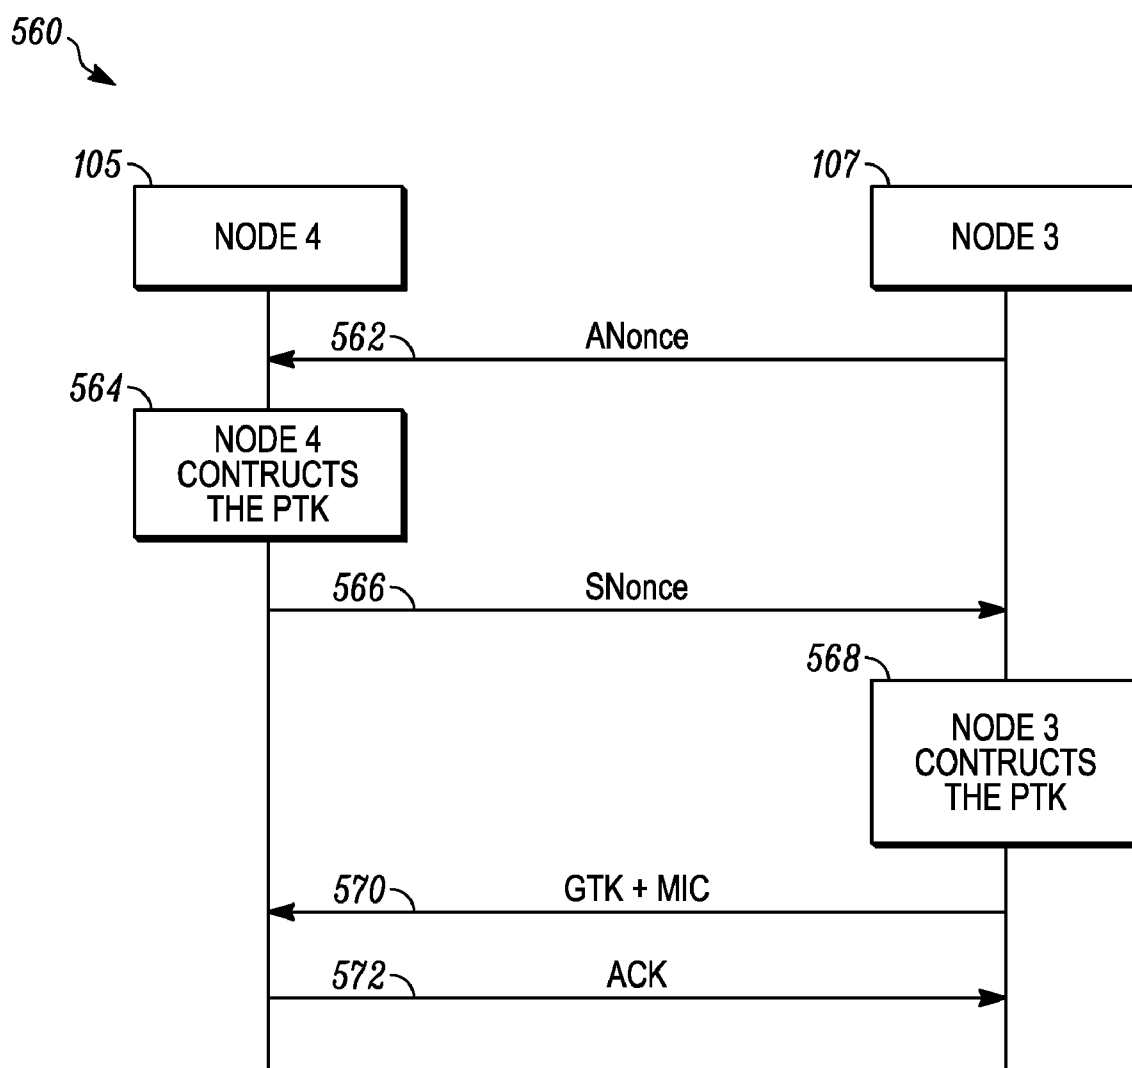 560
105
107
NODE 4
NODE 3
562
ANonce
564
NODE 4
CONTRUCTS
THE PTK
566
SNonce
568
NODE 3
CONTRUCTS
THE PTK
570
GTK + MIC
572
ACK